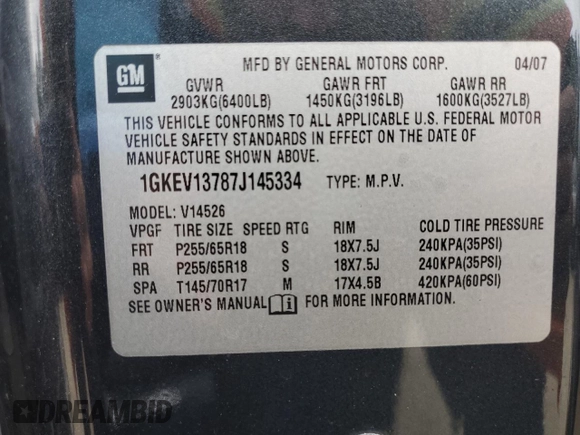 GM
MFD BY GENERAL MOTORS CORP. 04/07
GVWR GAWR FRT GAWR RR
2903KG(6400LB) 1450KG(3196LB) 1600KG(3527LB)
THIS VEHICLE CONFORMS TO ALL APPLICABLE U.S. FEDERAL MOTOR
VEHICLE SAFETY STANDARDS IN EFFECT ON THE DATE OF
MANUFACTURE SHOWN ABOVE.
1GKEV13787J145334 TYPE: M.P.V.
MODEL: V14526
VPGF TIRE SIZE SPEED RTG RIM COLD TIRE PRESSURE
FRT P255/65R18 S 18X7.5J 240KPA(35PSI)
RR P255/65R18 S 18X7.5J 240KPA(35PSI)
SPA T145/70R17 M 17X4.5B 420KPA(60PSI)
SEE OWNER'S MANUAL FOR MORE INFORMATION.
DREAMBID